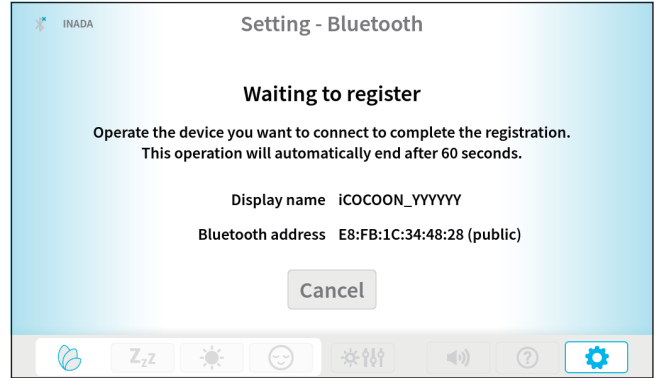 INADA
Setting - Bluetooth
Waiting to register
Operate the device you want to connect to complete the registration.
This operation will automatically end after 60 seconds.
Display name iCOCOON_YYYYYY
Bluetooth address E8:FB:1C:34:48:28 (public)
Cancel
ZzZ
?